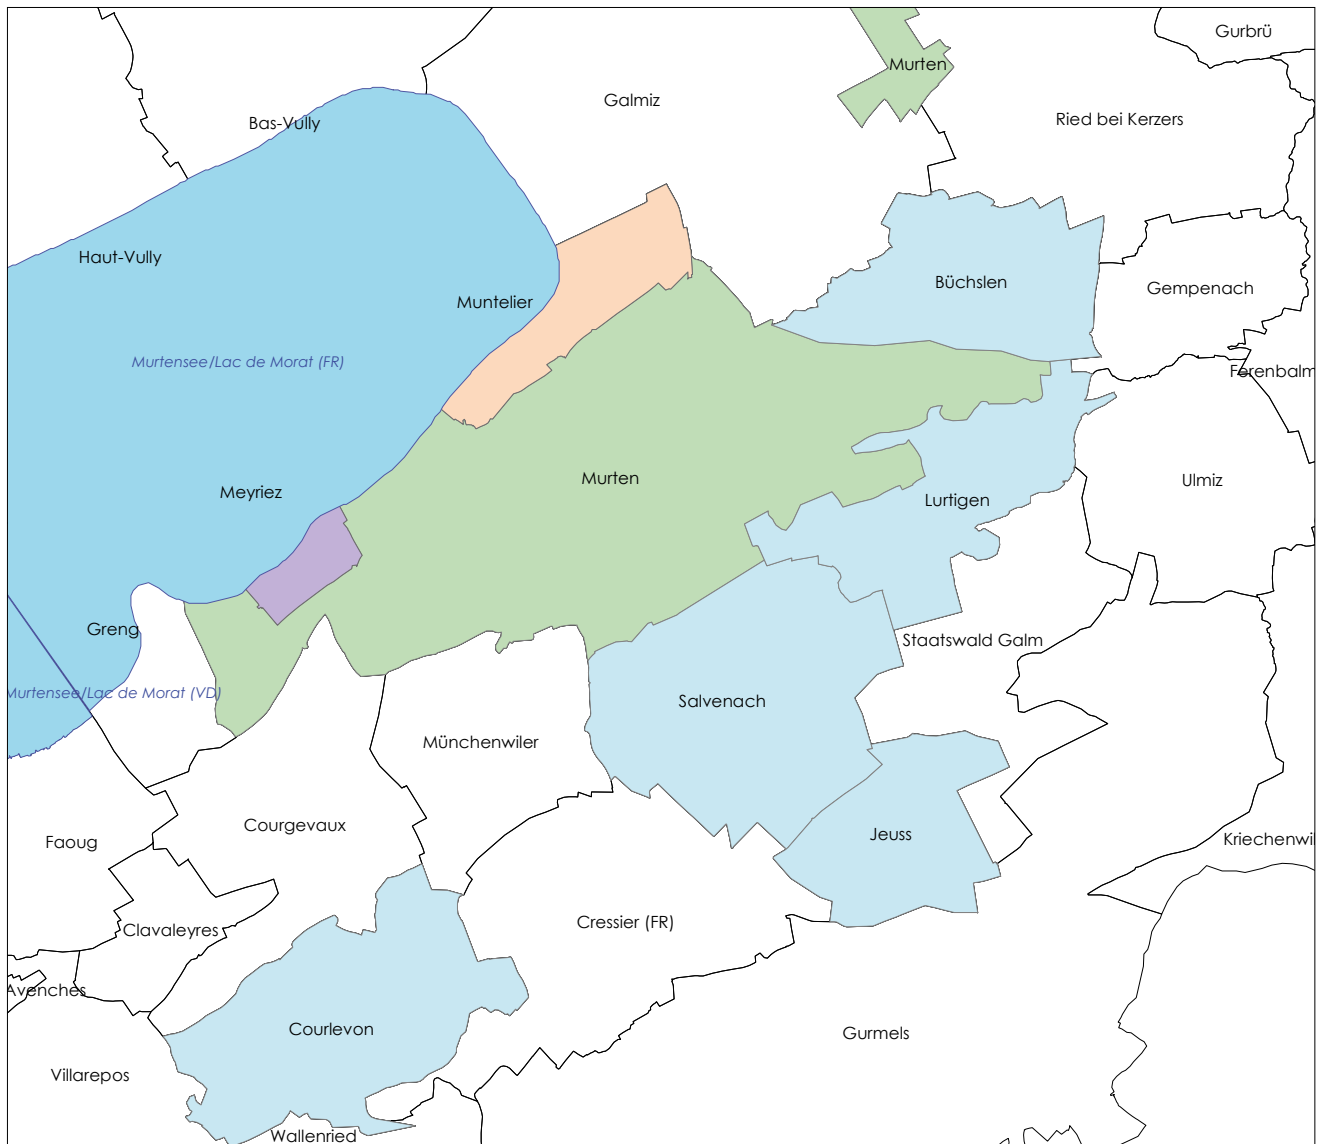 Gurbrü
Murten
Galmiz
Ried bei Kerzers
Bas-Vully
Haut-Vully
Büchslen
Gempenach
Muntelier
Murtensee/Lac de Morat (FR)
Ferenbalm
Murten
Ulmiz
Meyriez
Lurtigen
Greng
Staatswald Galm
Murtensee/Lac de Morat (VD)
Salvenach
Münchenwiler
Courgevaux
Jeuss
Faoug
Kriechenwil
Cressier (FR)
Clavaleyres
Avenches
Courlevon
Gurmels
Villarepos
Wallenried